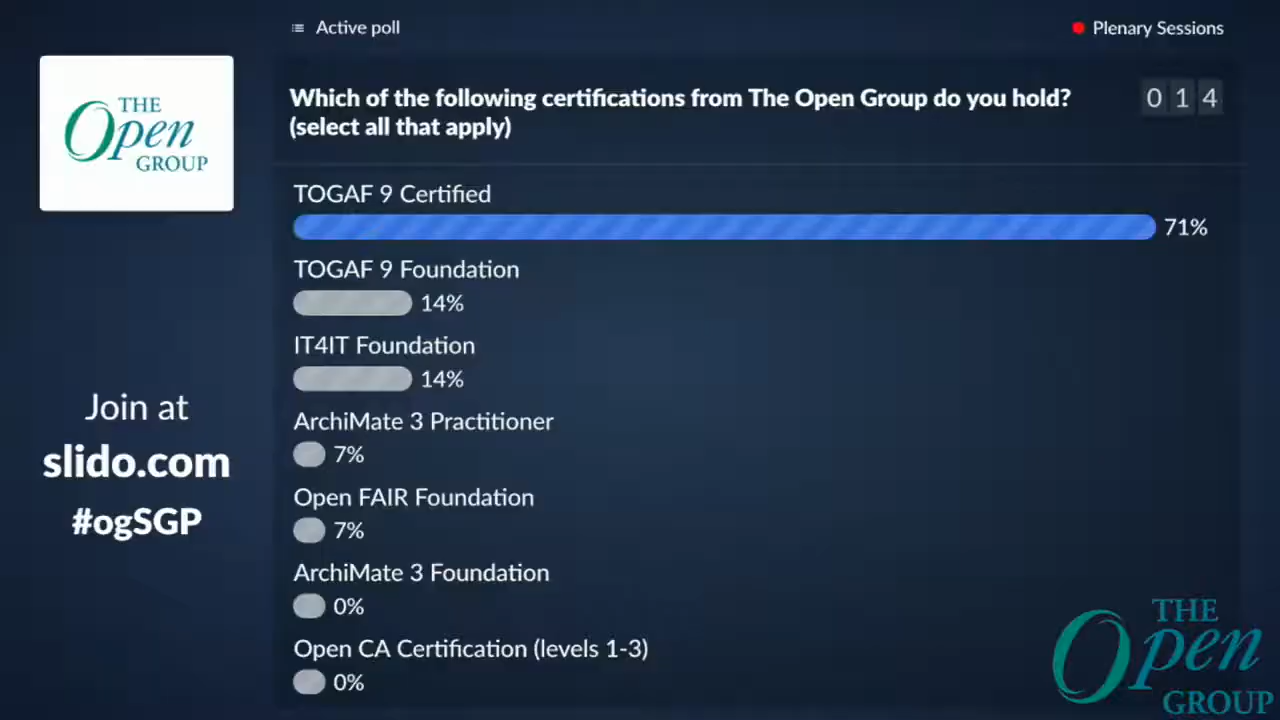 Active poll
Plenary Sessions
THE
Open
GROUP
Which of the following certifications from The Open Group do you hold?
(select all that apply)
0 1 4
TOGAF 9 Certified
71%
TOGAF 9 Foundation
14%
IT4IT Foundation
14%
ArchiMate 3 Practitioner
7%
Open FAIR Foundation
7%
ArchiMate 3 Foundation
0%
Open CA Certification (levels 1-3)
0%
Join at
slido.com
#ogSGP
THE
Open
GROUP